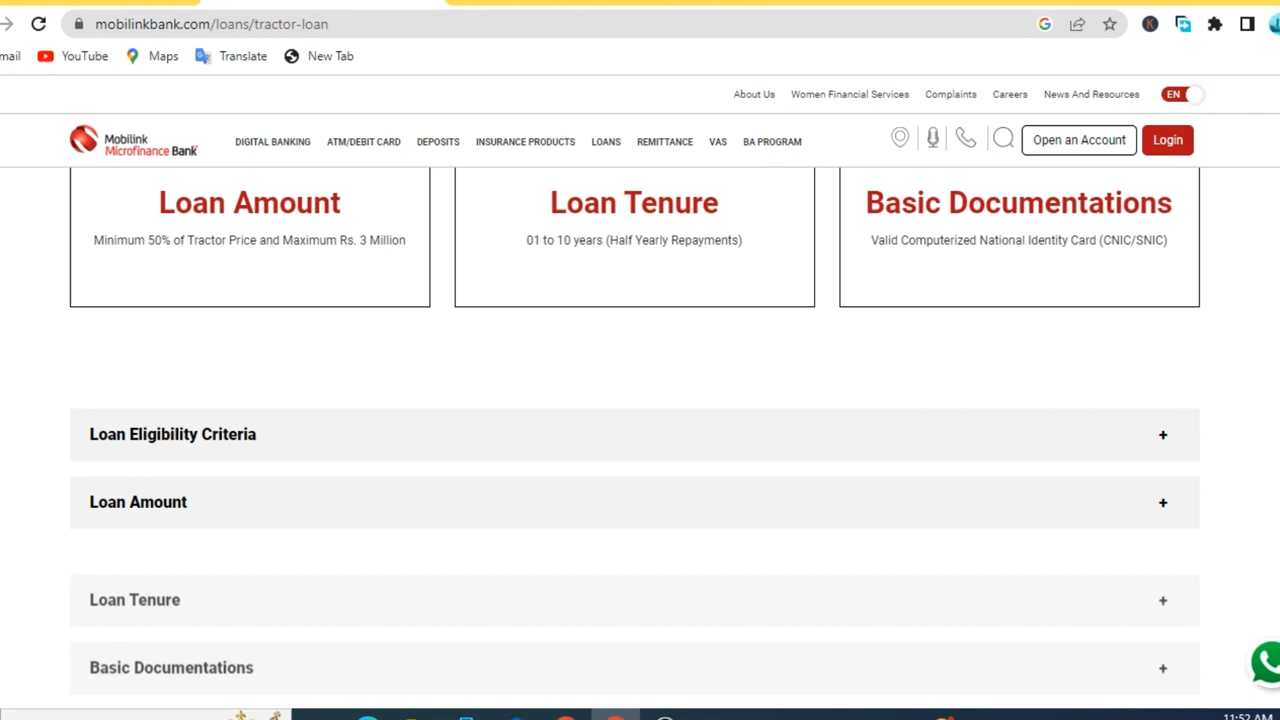 mobilinkbank.com/loans/tractor-loan
mail YouTube Maps Translate New Tab
About Us Women Financial Services Complaints Careers News And Resources EN
Mobilink
Microfinance Bank
DIGITAL BANKING ATM/DEBIT CARD DEPOSITS INSURANCE PRODUCTS LOANS REMITTANCE VAS BA PROGRAM Open an Account Login
Loan Amount
Minimum 50% of Tractor Price and Maximum Rs. 3 Million
Loan Tenure
01 to 10 years (Half Yearly Repayments)
Basic Documentations
Valid Computerized National Identity Card (CNIC/SNIC)
Loan Eligibility Criteria +
Loan Amount +
Loan Tenure +
Basic Documentations +
11:52 AM